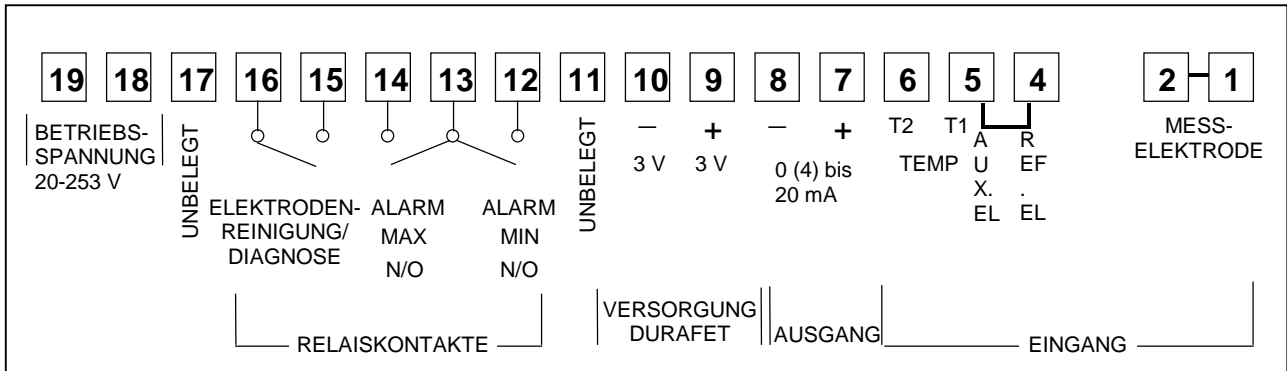 19 18 17 16 15 14 13 12 11 10 9 8 7 6 5 4 2 1
BETRIEBS-
SPANNUNG
20-253 V
UNBELEGT
ELEKTRODEN-
REINIGUNG/
DIAGNOSE
ALARM
MAX
N/O
ALARM
MIN
N/O
UNBELEGT
– +
3 V 3 V
– +
0 (4) bis
20 mA
T2 T1
TEMP
A
U
X.
EL
R
EF
.
EL
MESS-
ELEKTRODE
RELAISKONTAKTE
VERSORGUNG
DURAFET
AUSGANG
EINGANG